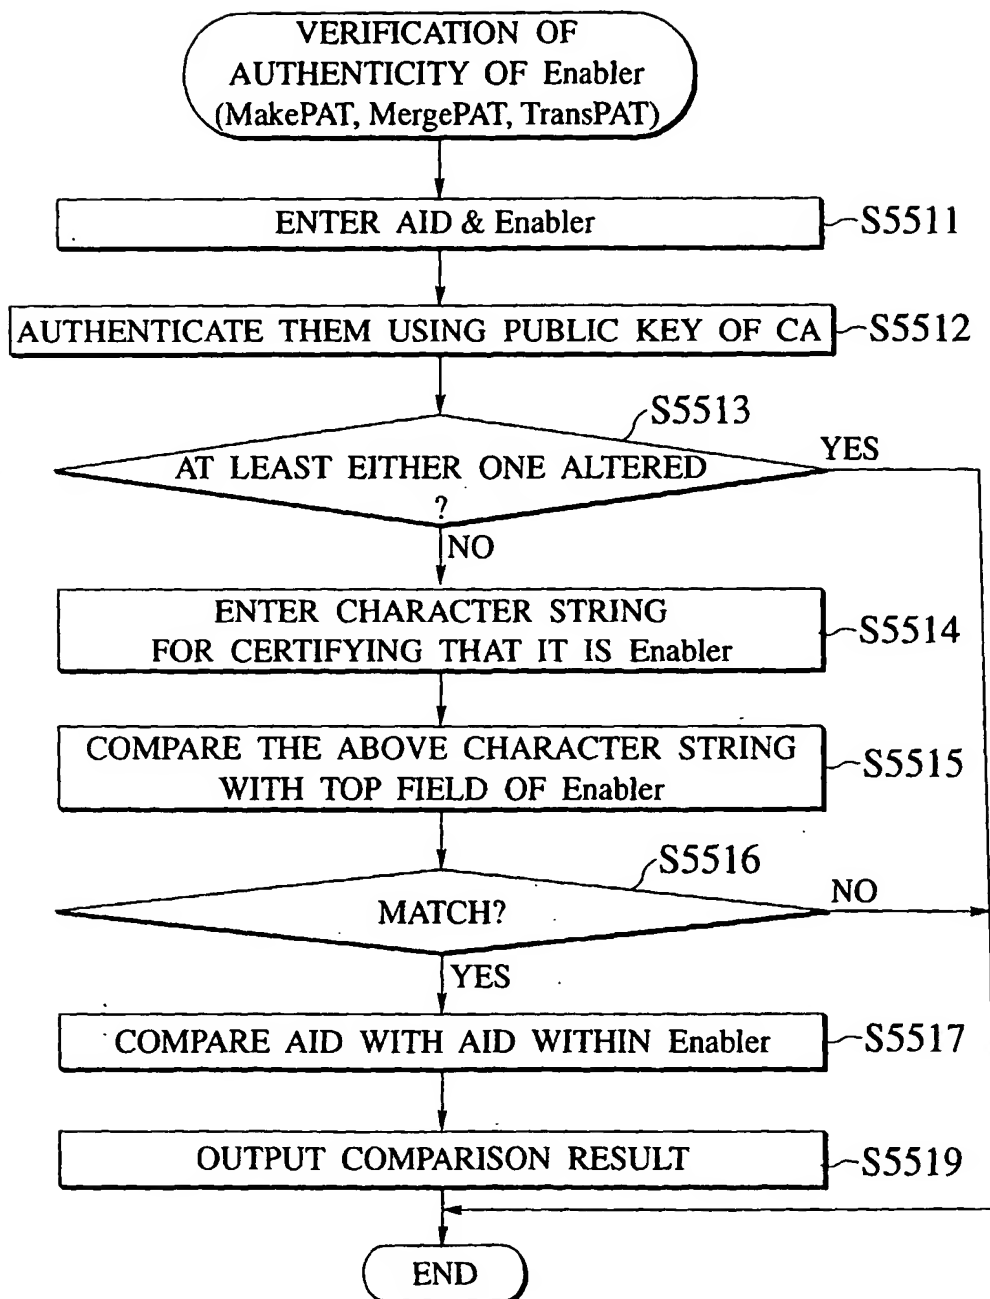 VERIFICATION OF
AUTHENTICITY OF Enabler
(MakePAT, MergePAT, TransPAT)
ENTER AID & Enabler
S5511
AUTHENTICATE THEM USING PUBLIC KEY OF CA
S5512
S5513
AT LEAST EITHER ONE ALTERED
?
YES
NO
ENTER CHARACTER STRING
FOR CERTIFYING THAT IT IS Enabler
S5514
COMPARE THE ABOVE CHARACTER STRING
WITH TOP FIELD OF Enabler
S5515
S5516
MATCH?
NO
YES
COMPARE AID WITH AID WITHIN Enabler
S5517
OUTPUT COMPARISON RESULT
S5519
END